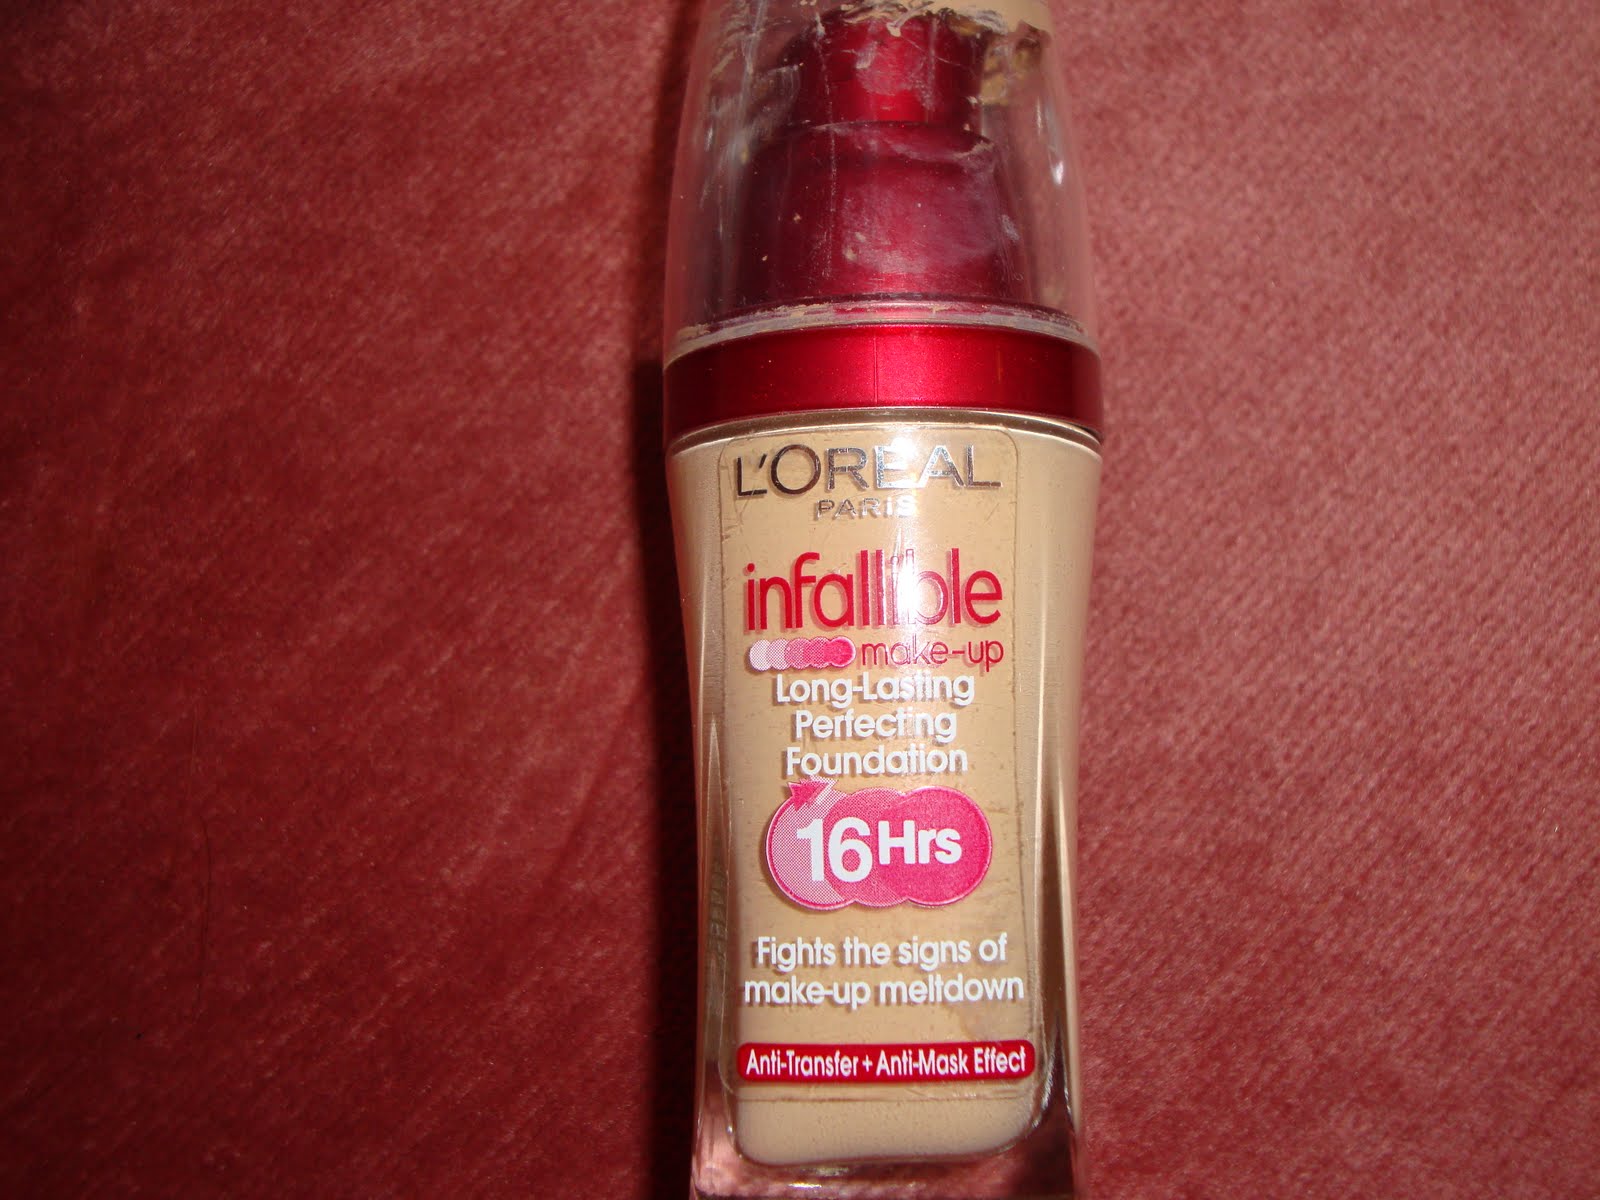 L'ORÉAL
PARIS
infallible
make-up
Long-Lasting
Perfecting
Foundation
16Hrs
Fights the signs of
make-up meltdown
Anti-Transfer + Anti-Mask Effect